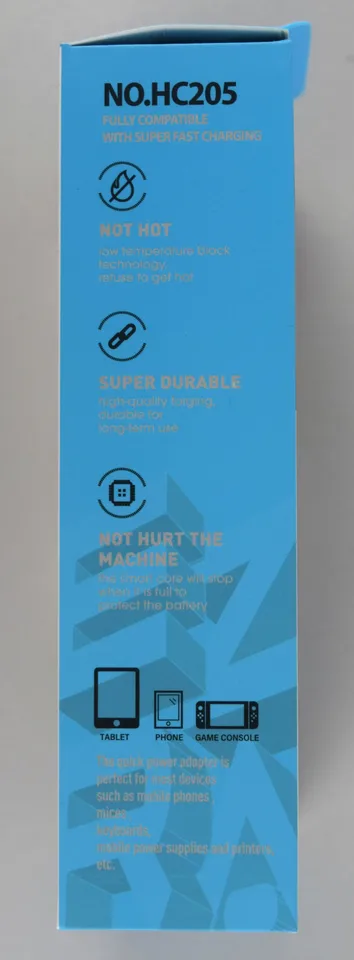 NO.HC205
FULLY COMPATIBLE
WITH SUPER FAST CHARGING
NOT HOT
low temperature black
technology,
refuse to get hot
SUPER DURABLE
High-quality forging,
durable for
long-term use
NOT HURT THE
MACHINE
the smart core will stop
when it is full to
protect the battery
TABLET
PHONE
GAME CONSOLE
The quick power adapter is
perfect for most devices
such as mobile phones,
micro
keyboards,
mobile power supplies and printers,
etc.